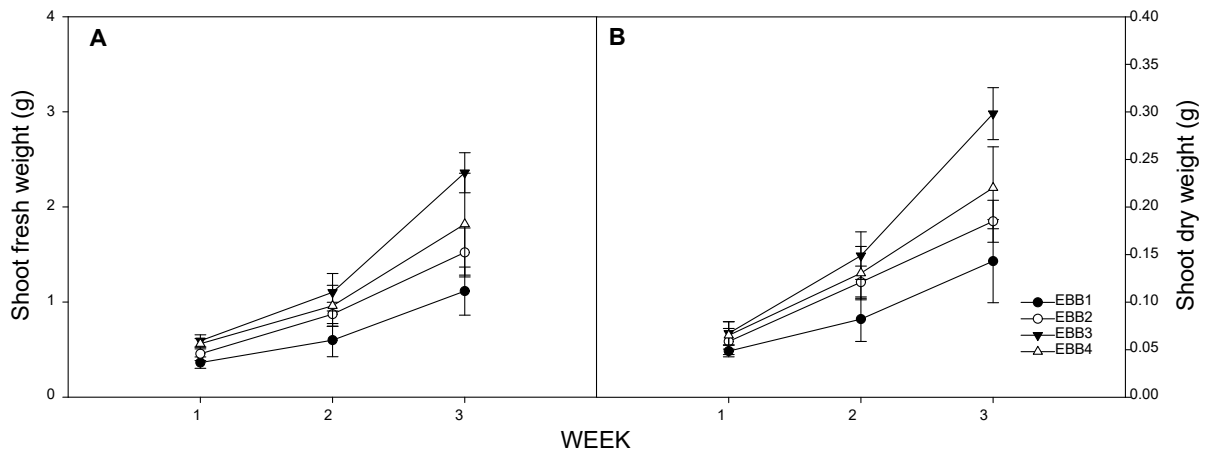 A
B
Shoot fresh weight (g)
4
3
2
1
0
Shoot dry weight (g)
0.40
0.35
0.30
0.25
0.20
0.15
0.10
0.05
0.00
EBB1
EBB2
EBB3
EBB4
1 2 3 1 2 3
WEEK